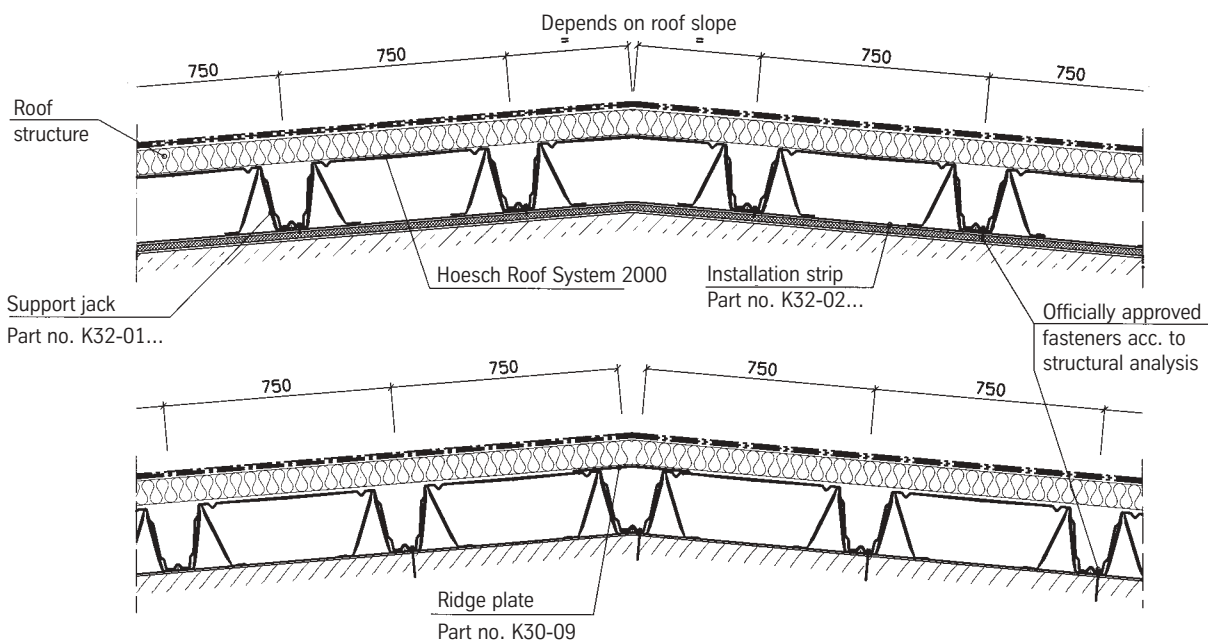 Depends on roof slope
= =
750 750 750 750
Roof
structure
Hoesch Roof System 2000
Installation strip
Part no. K32-02...
Support jack
Part no. K32-01...
Officially approved
fasteners acc. to
structural analysis
750 750 750 750
Ridge plate
Part no. K30-09